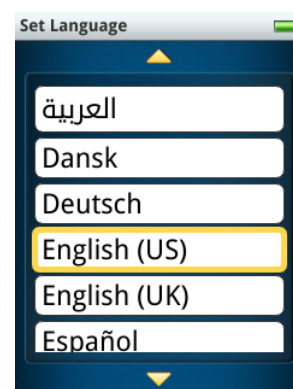 Set Language
العربية
Dansk
Deutsch
English (US)
English (UK)
Español